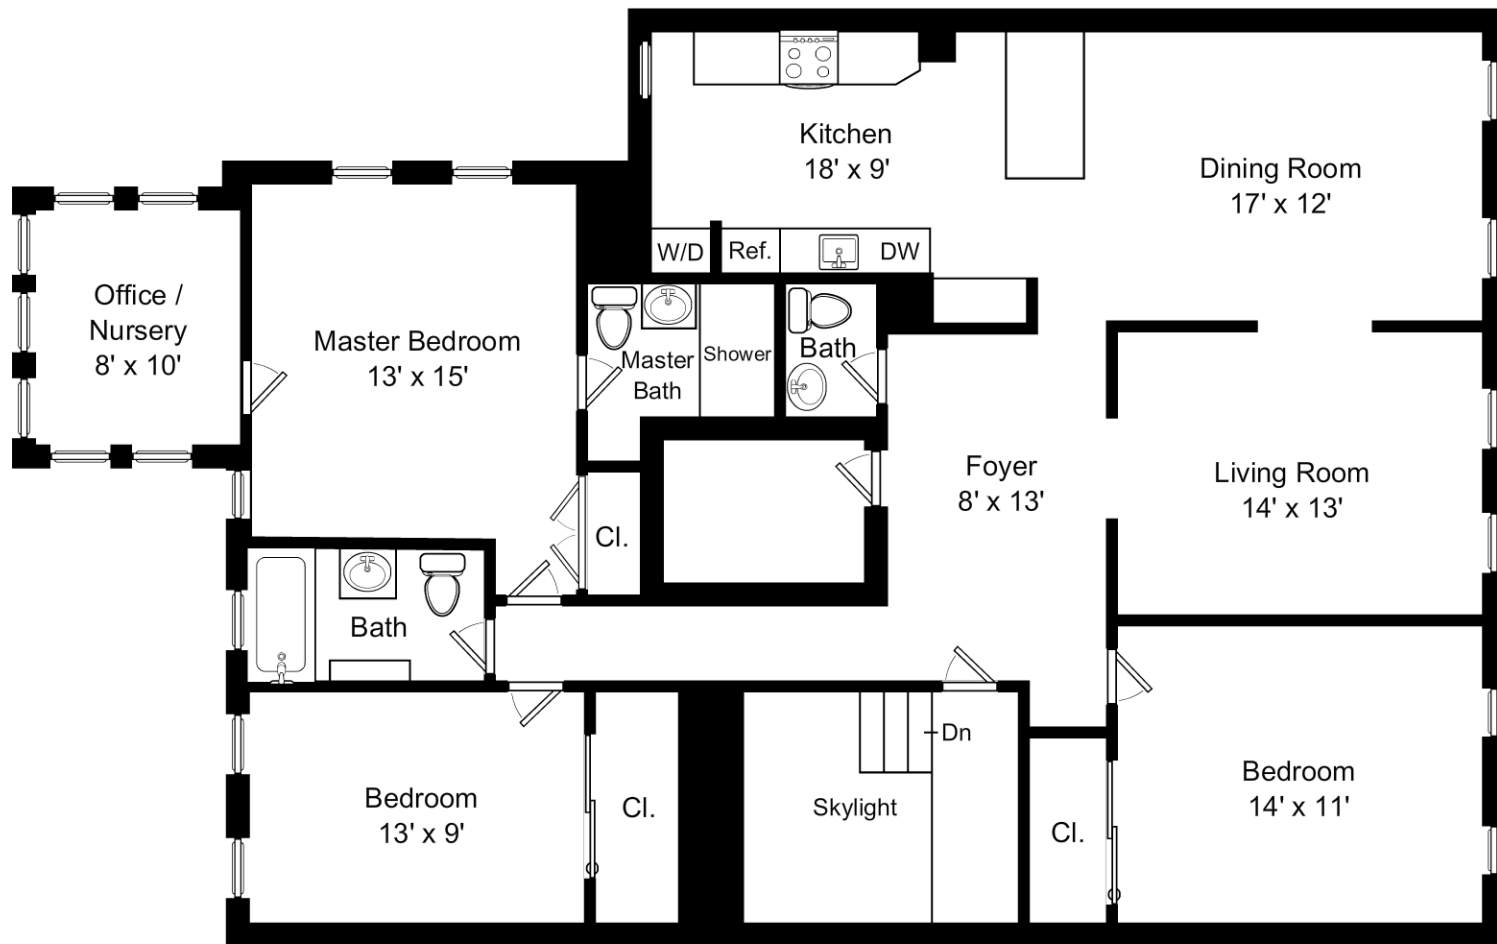 Kitchen
18' x 9'
Dining Room
17' x 12'
W/D
Ref.
DW
Office /
Nursery
8' x 10'
Master Bedroom
13' x 15'
Master
Bath
Shower
Bath
Foyer
8' x 13'
Living Room
14' x 13'
Cl.
Bath
Bedroom
13' x 9'
Cl.
Skylight
Dn
Cl.
Bedroom
14' x 11'